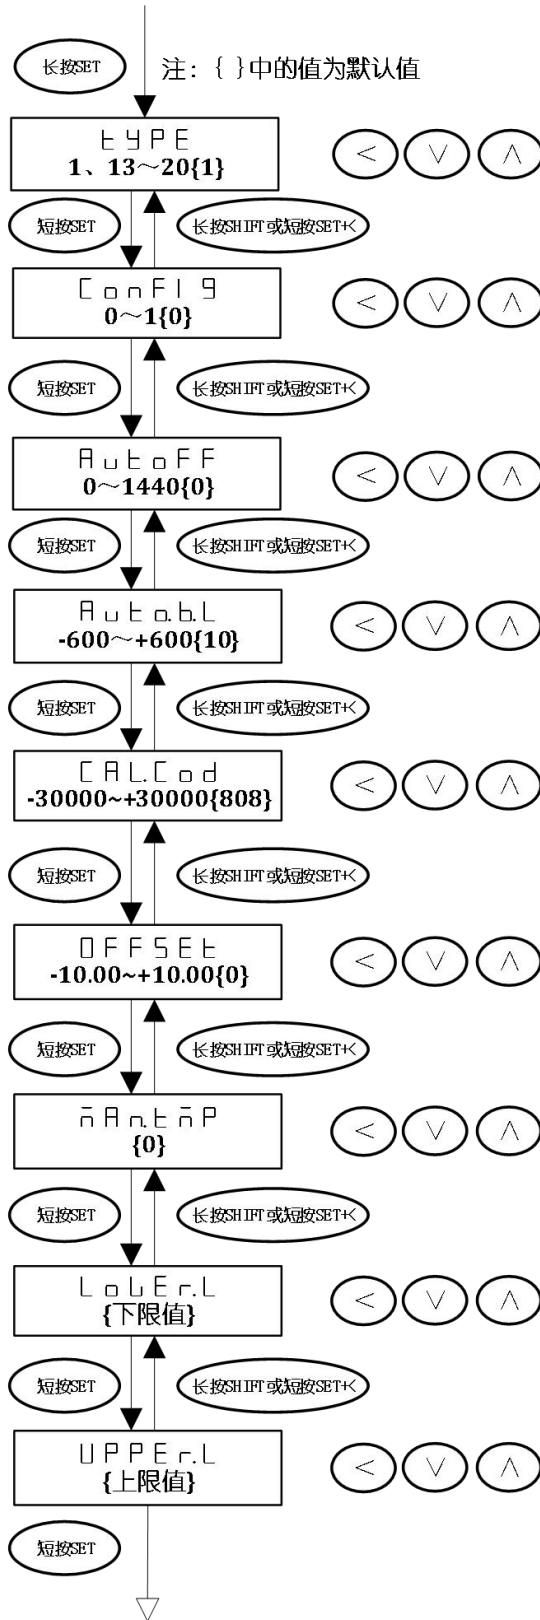 长按SET
注：{ }中的值为默认值
tYPE
1、13～20{1}
< ∨ ∧
短按SET 长按SHIFT或短按SET+<
ConFIg
0～1{0}
< ∨ ∧
短按SET 长按SHIFT或短按SET+<
AutoFF
0～1440{0}
< ∨ ∧
短按SET 长按SHIFT或短按SET+<
Auto.b.L
-600～+600{10}
< ∨ ∧
短按SET 长按SHIFT或短按SET+<
CAL.Cod
-30000~+30000{808}
< ∨ ∧
短按SET 长按SHIFT或短按SET+<
OFFSEt
-10.00~+10.00{0}
< ∨ ∧
短按SET 长按SHIFT或短按SET+<
n̄An.tn̄P
{0}
< ∨ ∧
短按SET 长按SHIFT或短按SET+<
LoUEr.L
{下限值}
< ∨ ∧
短按SET 长按SHIFT或短按SET+<
UPPEr.L
{上限值}
< ∨ ∧
短按SET